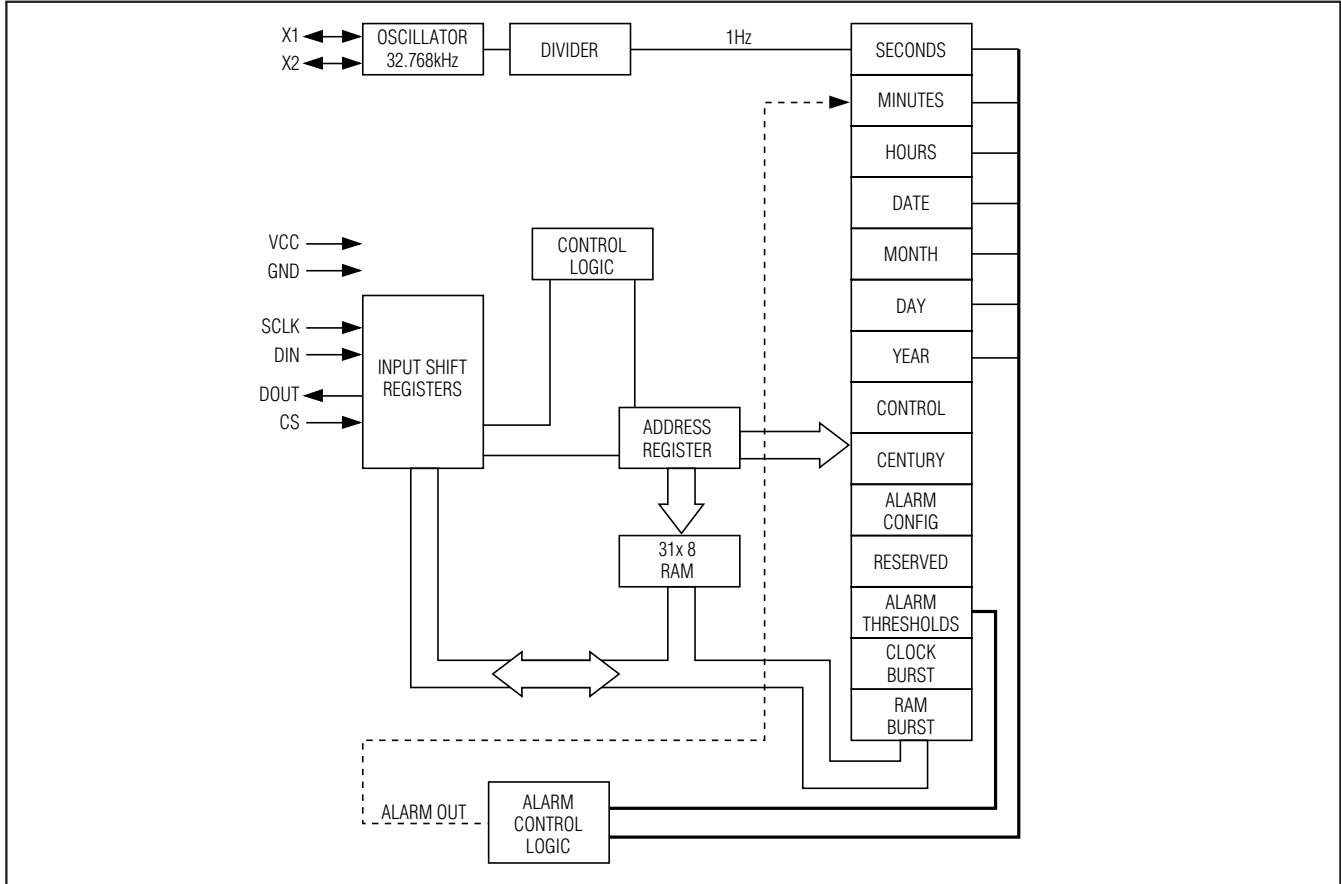 X1
X2
OSCILLATOR
32.768kHz
DIVIDER
1Hz
SECONDS
MINUTES
HOURS
DATE
MONTH
DAY
YEAR
CONTROL
CENTURY
ALARM
CONFIG
RESERVED
ALARM
THRESHOLDS
CLOCK
BURST
RAM
BURST
VCC
GND
SCLK
DIN
DOUT
CS
INPUT SHIFT
REGISTERS
CONTROL
LOGIC
ADDRESS
REGISTER
31x 8
RAM
ALARM OUT
ALARM
CONTROL
LOGIC